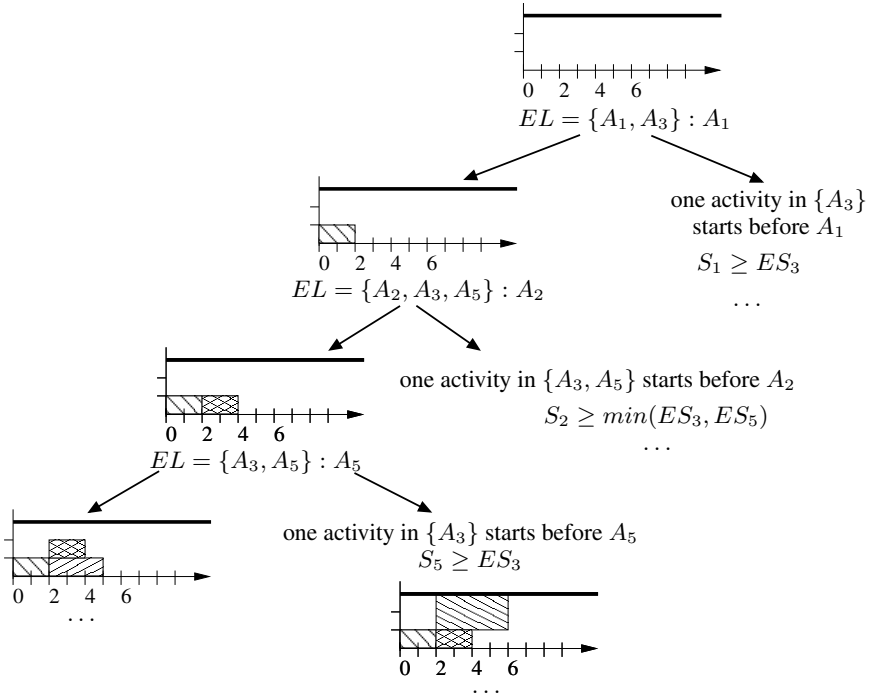 0 2 4 6
EL = {A₁, A₃} : A₁
one activity in {A₃}
starts before A₁
S₁ ≥ ES₃
. . .
0 2 4 6
EL = {A₂, A₃, A₅} : A₂
one activity in {A₃, A₅} starts before A₂
S₂ ≥ min(ES₃, ES₅)
. . .
0 2 4 6
EL = {A₃, A₅} : A₅
one activity in {A₃} starts before A₅
S₅ ≥ ES₃
0 2 4 6
. . .
0 2 4 6
. . .